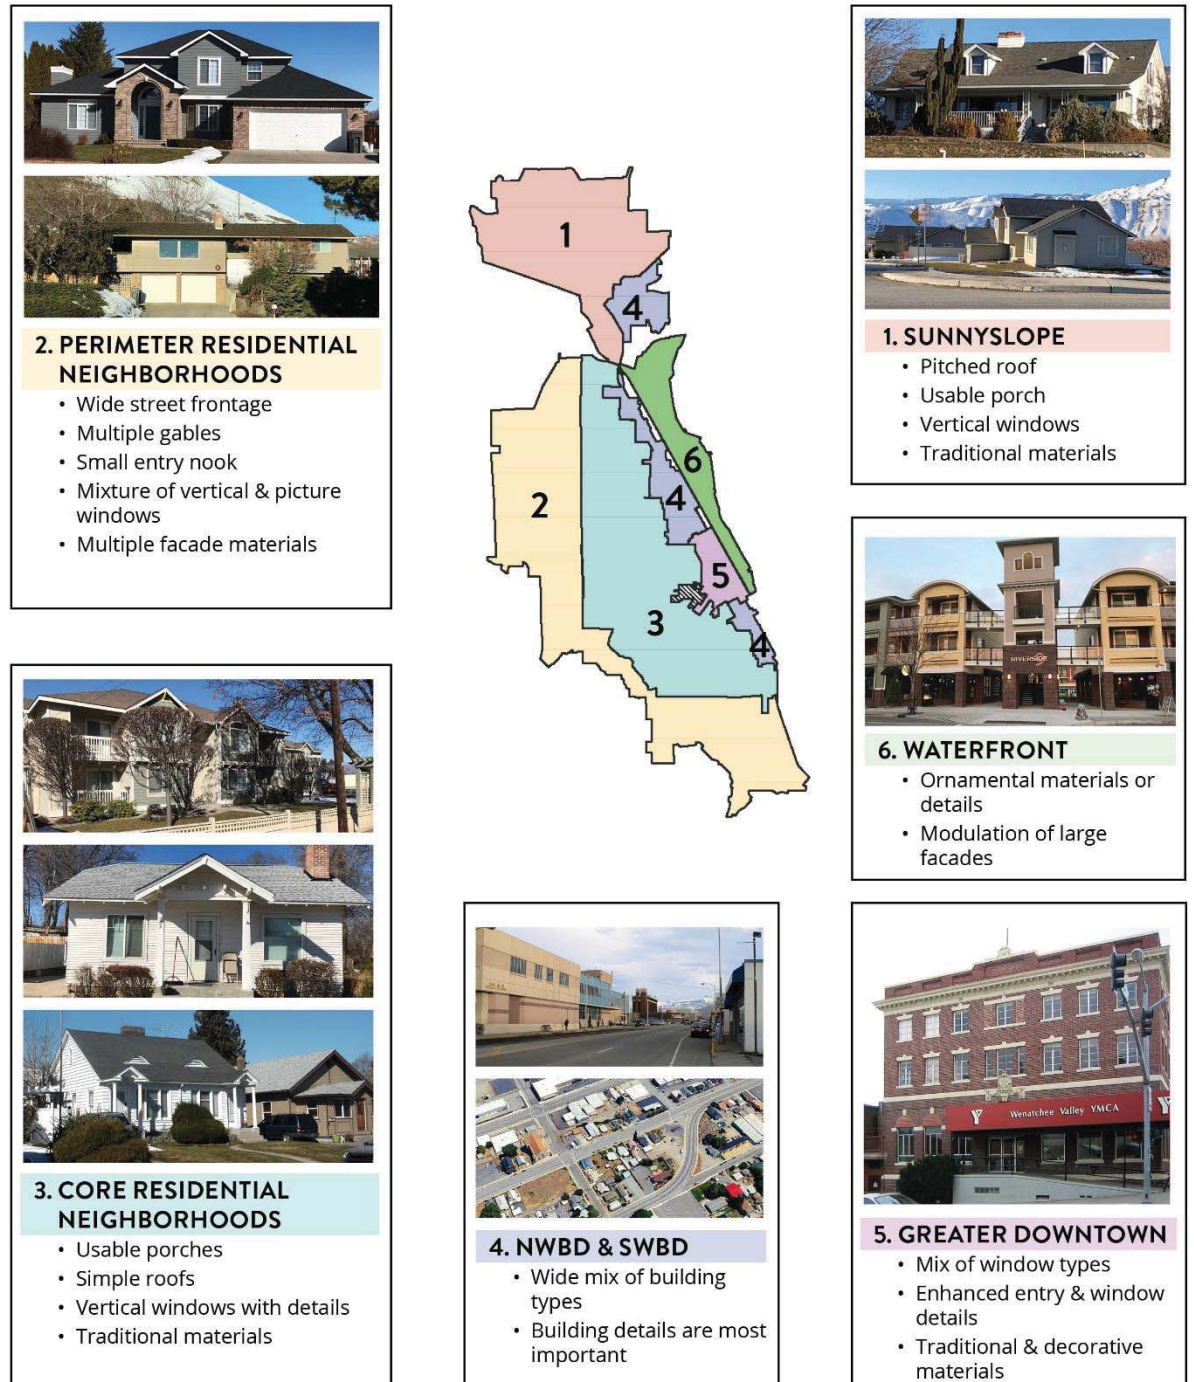 2. PERIMETER RESIDENTIAL
NEIGHBORHOODS
• Wide street frontage
• Multiple gables
• Small entry nook
• Mixture of vertical & picture
windows
• Multiple facade materials
1. SUNNYSLOPE
• Pitched roof
• Usable porch
• Vertical windows
• Traditional materials
1
4
6
2
4
5
3
4
RIVERSIDE
6. WATERFRONT
• Ornamental materials or
details
• Modulation of large
facades
3. CORE RESIDENTIAL
NEIGHBORHOODS
• Usable porches
• Simple roofs
• Vertical windows with details
• Traditional materials
4. NWBD & SWBD
• Wide mix of building
types
• Building details are most
important
Y Wenatchee Valley YMCA Y
5. GREATER DOWNTOWN
• Mix of window types
• Enhanced entry & window
details
• Traditional & decorative
materials